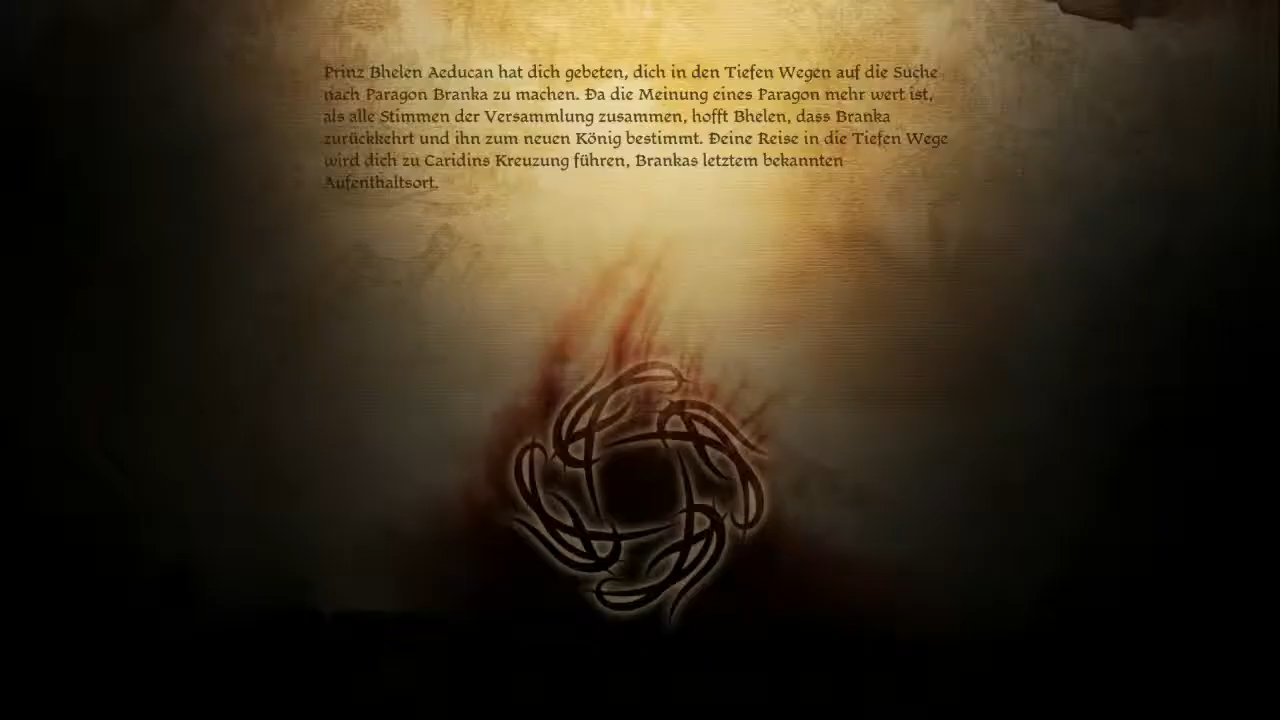 Prinz Bhelen Aeducan hat dich gebeten, dich in den Tiefen Wegen auf die Suche
nach Paragon Branka zu machen. Da die Meinung eines Paragon mehr wert ist,
als alle Stimmen der Versammlung zusammen, hofft Bhelen, dass Branka
zurückkehrt und ihn zum neuen König bestimmt. Deine Reise in die Tiefen Wege
wird dich zu Caridins Kreuzung führen, Brankas letztem bekannten
Aufenthaltsort.